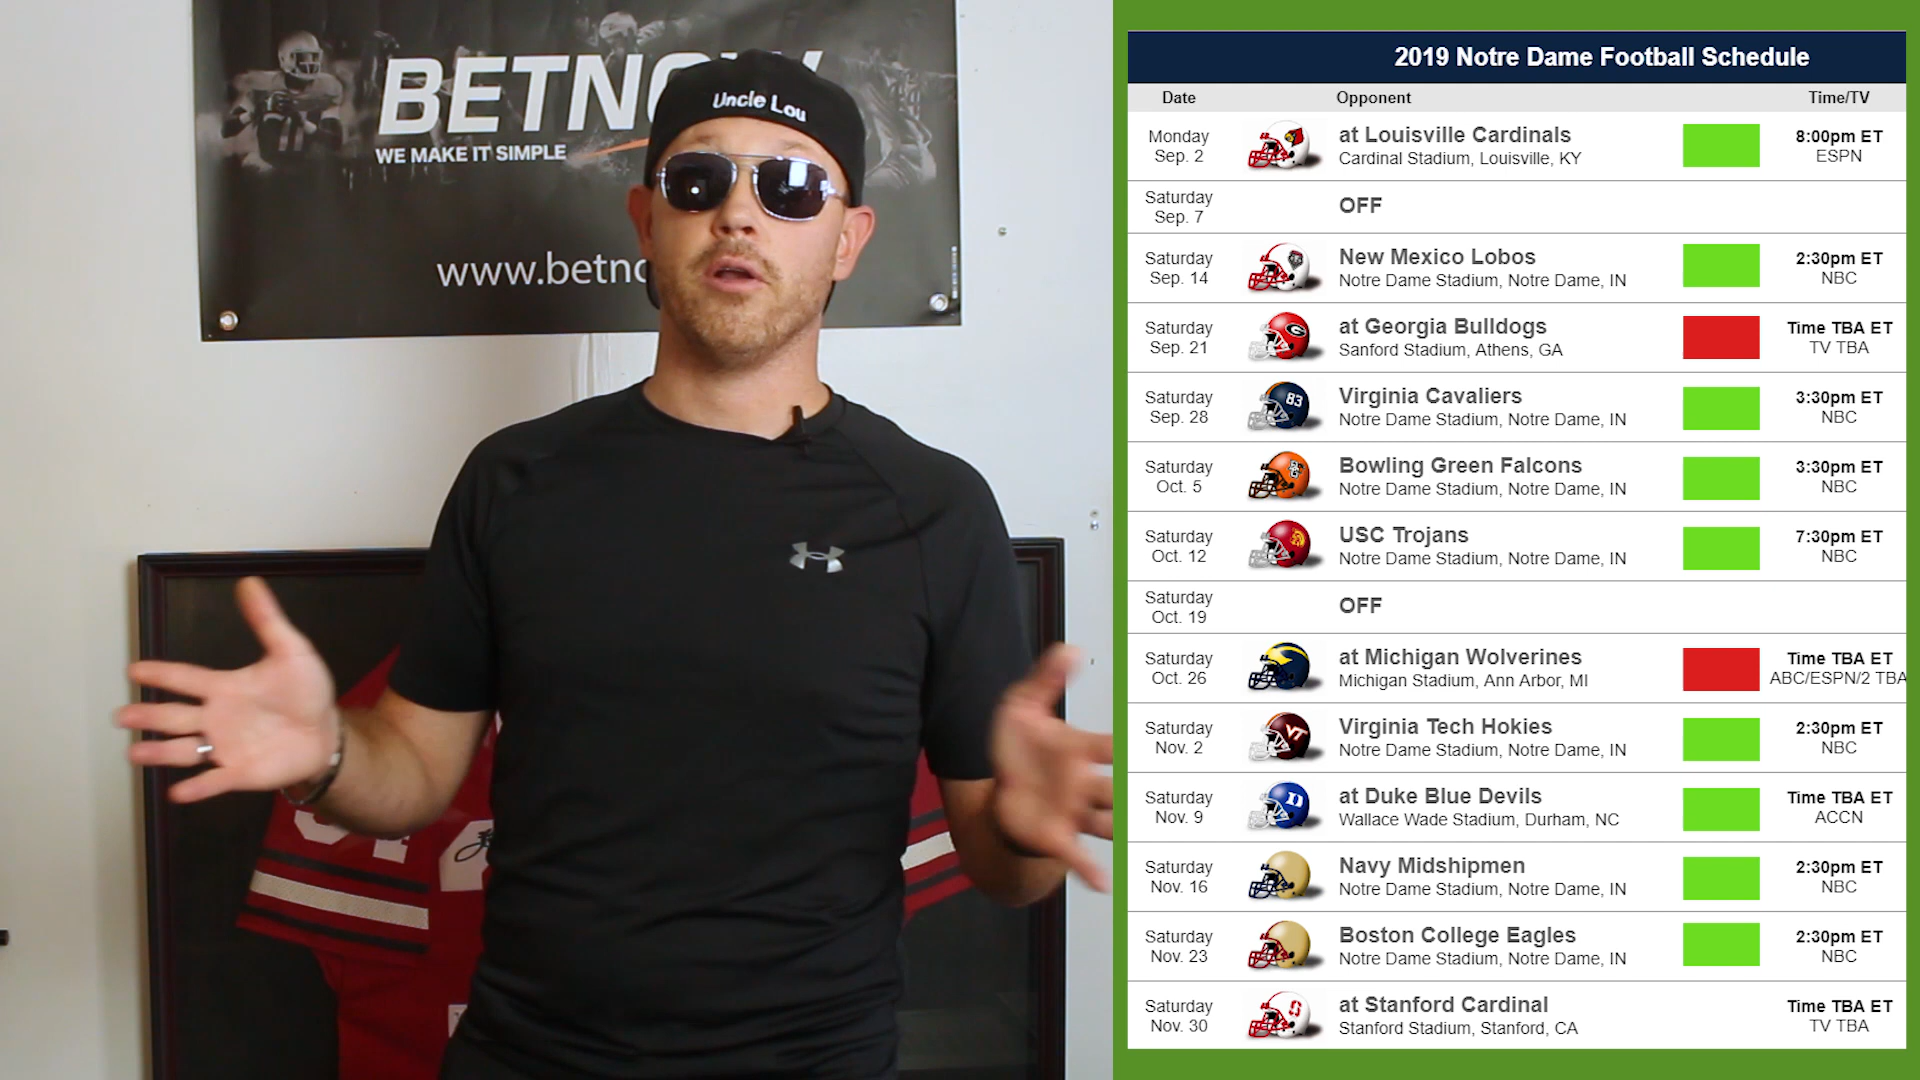 BETNOW
WE MAKE IT SIMPLE
Uncle Lou
www.betno
2019 Notre Dame Football Schedule
Date Opponent Time/TV
Monday
Sep. 2
at Louisville Cardinals
Cardinal Stadium, Louisville, KY
8:00pm ET
ESPN
Saturday
Sep. 7
OFF
Saturday
Sep. 14
New Mexico Lobos
Notre Dame Stadium, Notre Dame, IN
2:30pm ET
NBC
Saturday
Sep. 21
G
at Georgia Bulldogs
Sanford Stadium, Athens, GA
Time TBA ET
TV TBA
Saturday
Sep. 28
83
Virginia Cavaliers
Notre Dame Stadium, Notre Dame, IN
3:30pm ET
NBC
Saturday
Oct. 5
Bowling Green Falcons
Notre Dame Stadium, Notre Dame, IN
3:30pm ET
NBC
Saturday
Oct. 12
USC Trojans
Notre Dame Stadium, Notre Dame, IN
7:30pm ET
NBC
Saturday
Oct. 19
OFF
Saturday
Oct. 26
at Michigan Wolverines
Michigan Stadium, Ann Arbor, MI
Time TBA ET
ABC/ESPN/2 TBA
Saturday
Nov. 2
VT
Virginia Tech Hokies
Notre Dame Stadium, Notre Dame, IN
2:30pm ET
NBC
Saturday
Nov. 9
D
at Duke Blue Devils
Wallace Wade Stadium, Durham, NC
Time TBA ET
ACCN
Saturday
Nov. 16
Navy Midshipmen
Notre Dame Stadium, Notre Dame, IN
2:30pm ET
NBC
Saturday
Nov. 23
Boston College Eagles
Notre Dame Stadium, Notre Dame, IN
2:30pm ET
NBC
Saturday
Nov. 30
S
at Stanford Cardinal
Stanford Stadium, Stanford, CA
Time TBA ET
TV TBA